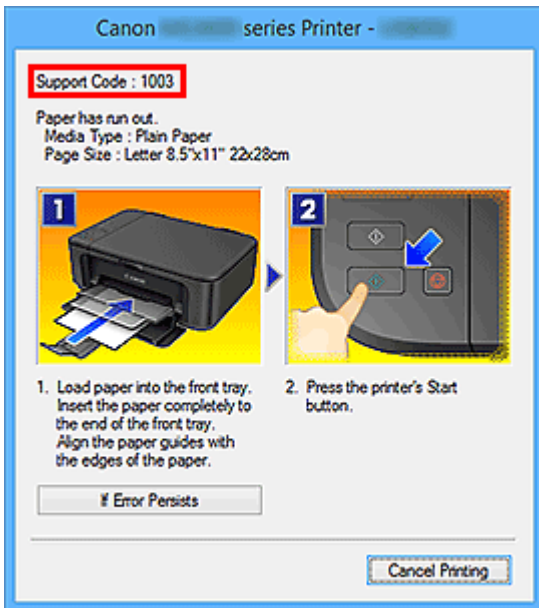 Canon series Printer -
Support Code : 1003
Paper has run out.
Media Type : Plain Paper
Page Size : Letter 8.5"x11" 22x28cm
1
2
1. Load paper into the front tray.
Insert the paper completely to
the end of the front tray.
Align the paper guides with
the edges of the paper.
2. Press the printer's Start
button.
If Error Persists
Cancel Printing